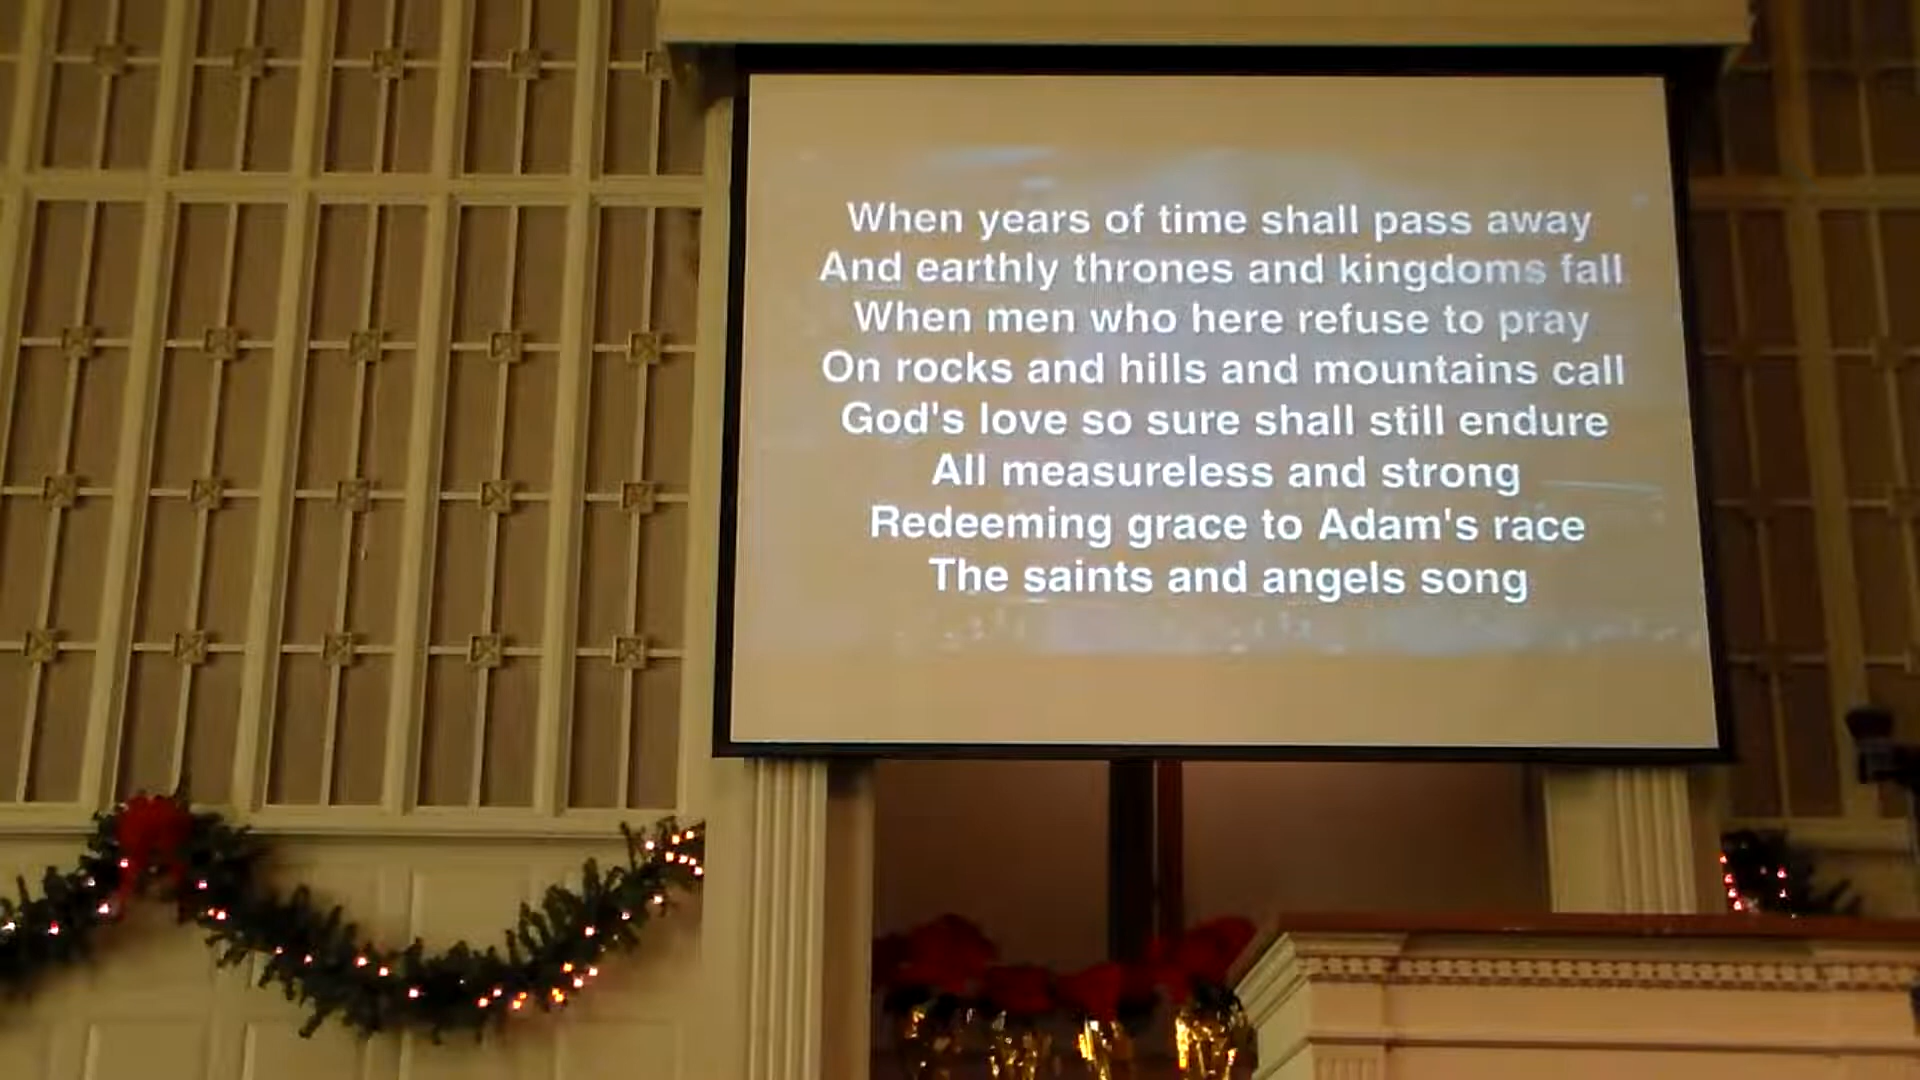 When years of time shall pass away
And earthly thrones and kingdoms fall
When men who here refuse to pray
On rocks and hills and mountains call
God's love so sure shall still endure
All measureless and strong
Redeeming grace to Adam's race
The saints and angels song